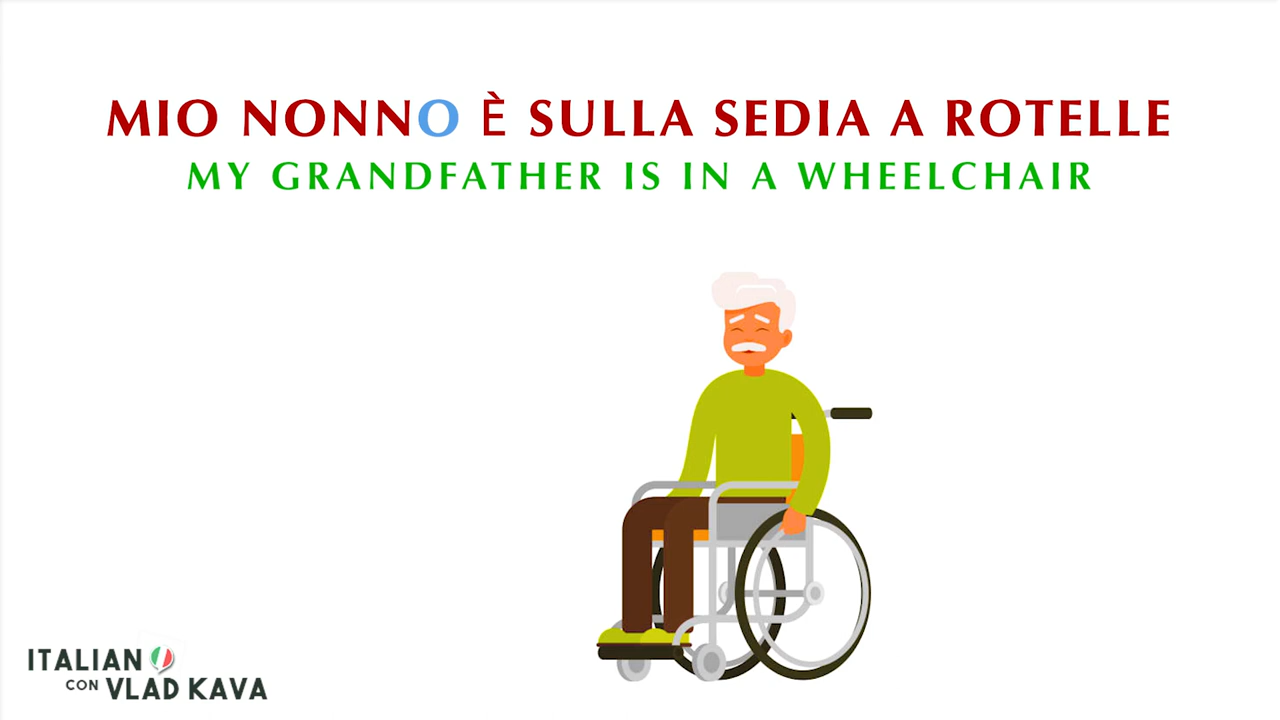 MIO NONNO È SULLA SEDIA A ROTELLE
MY GRANDFATHER IS IN A WHEELCHAIR
ITALIAN
CON VLAD KAVA